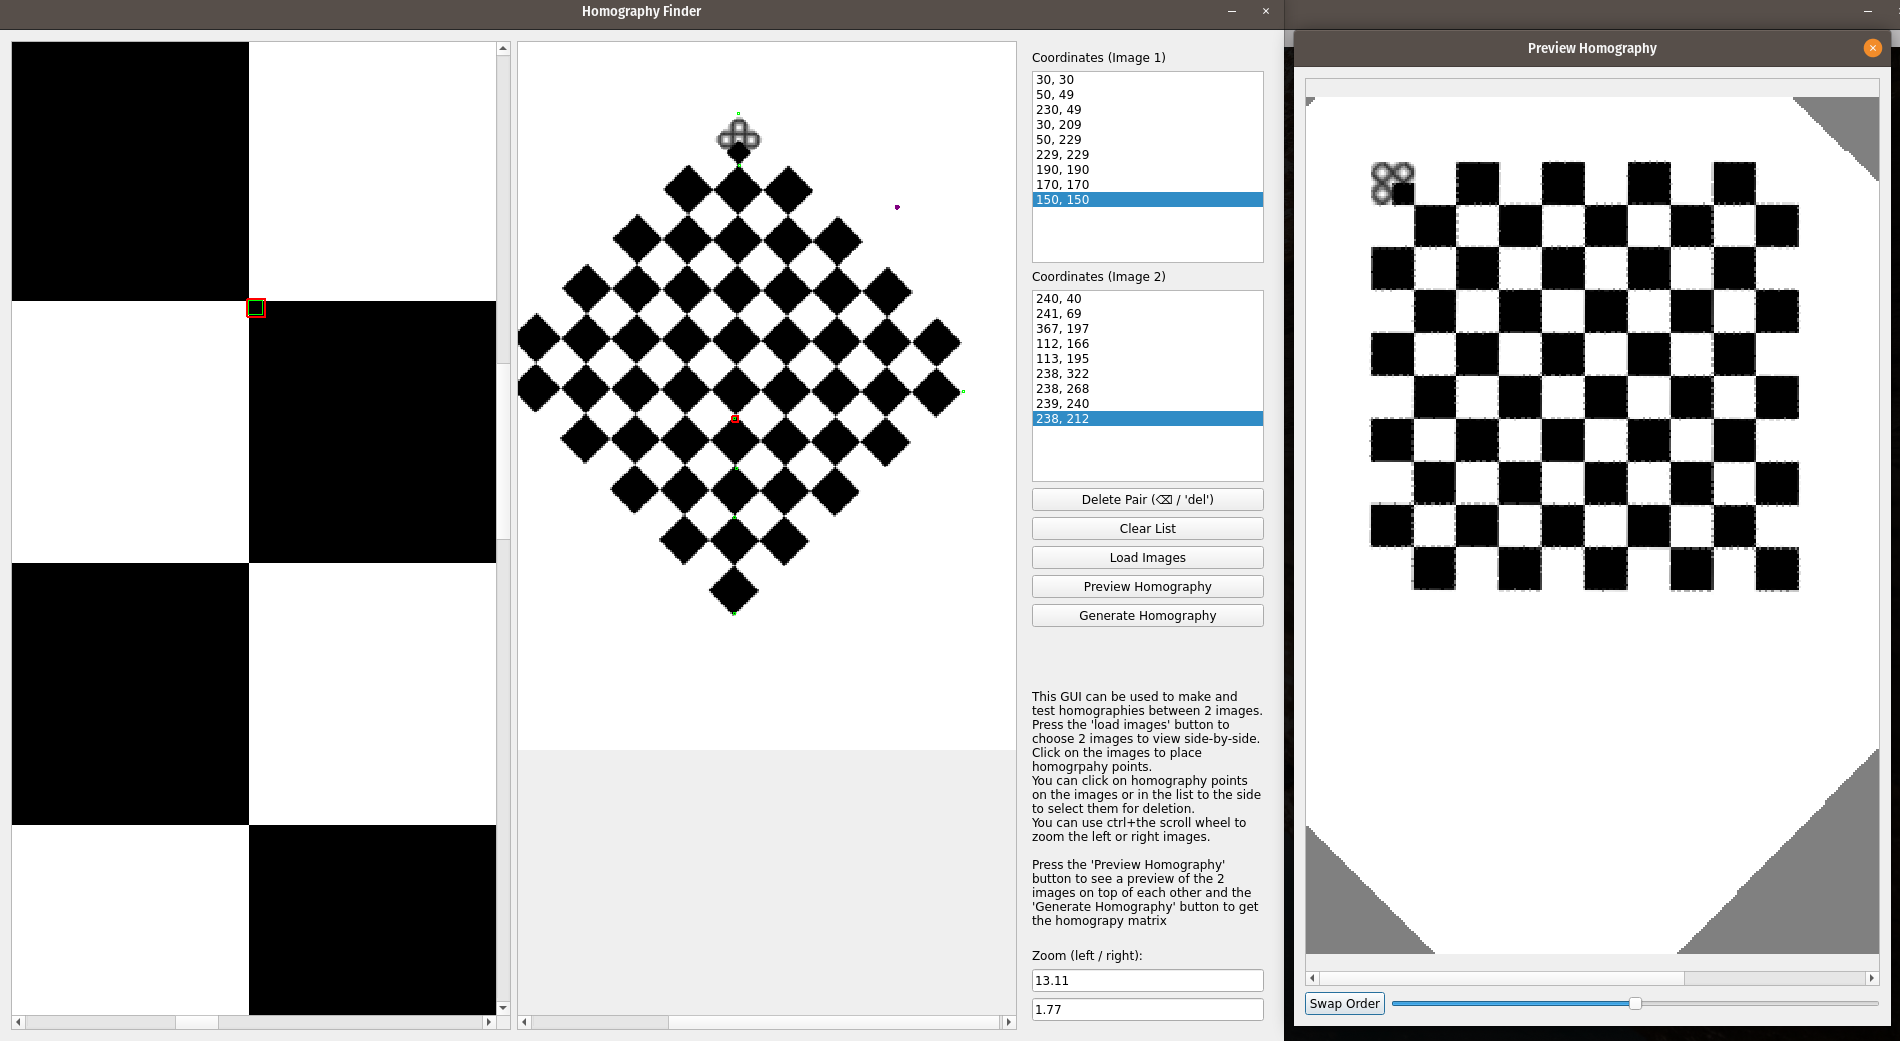 Homography Finder
Preview Homography
Coordinates (Image 1)
30, 30
50, 49
230, 49
30, 209
50, 229
229, 229
190, 190
170, 170
150, 150
Coordinates (Image 2)
240, 40
241, 69
367, 197
112, 166
113, 195
238, 322
238, 268
239, 240
238, 212
Delete Pair (⌫ / 'del')
Clear List
Load Images
Preview Homography
Generate Homography
This GUI can be used to make and
test homographies between 2 images.
Press the 'load images' button to
choose 2 images to view side-by-side.
Click on the images to place
homogrpahy points.
You can click on homography points
on the images or in the list to the side
to select them for deletion.
You can use ctrl+the scroll wheel to
zoom the left or right images.
Press the 'Preview Homography'
button to see a preview of the 2
images on top of each other and the
'Generate Homography' button to get
the homograpy matrix
Zoom (left / right):
13.11
1.77
Swap Order